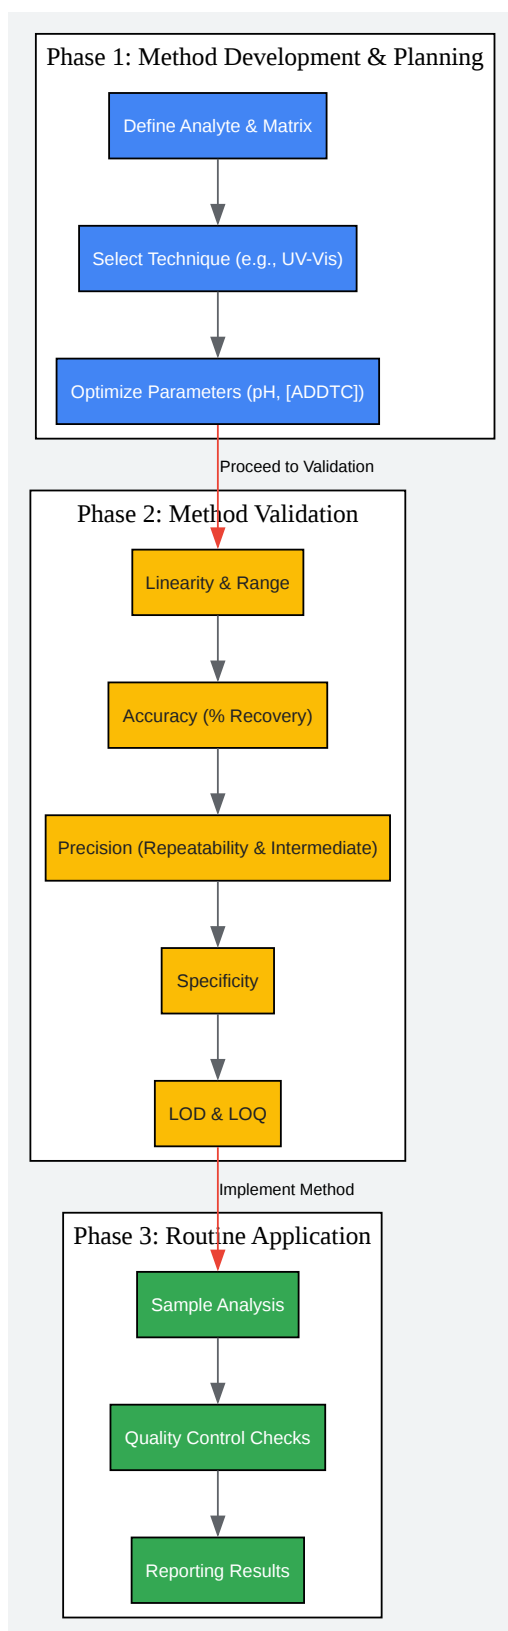 Phase 1: Method Development & Planning
Define Analyte & Matrix
Select Technique (e.g., UV-Vis)
Optimize Parameters (pH, [ADDTC])
Proceed to Validation
Phase 2: Method Validation
Linearity & Range
Accuracy (% Recovery)
Precision (Repeatability & Intermediate)
Specificity
LOD & LOQ
Implement Method
Phase 3: Routine Application
Sample Analysis
Quality Control Checks
Reporting Results